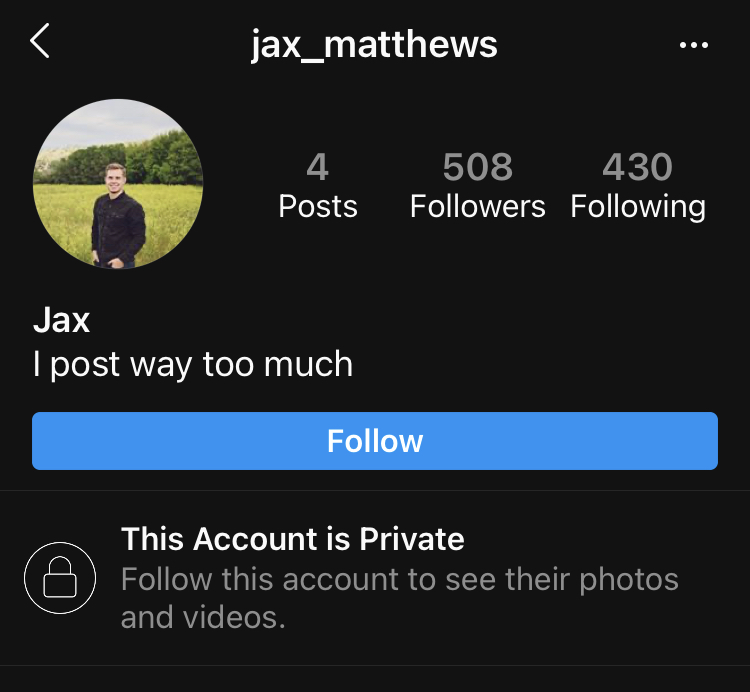 jax_matthews
4 508 430
Posts Followers Following
Jax
I post way too much
Follow
This Account is Private
Follow this account to see their photos
and videos.